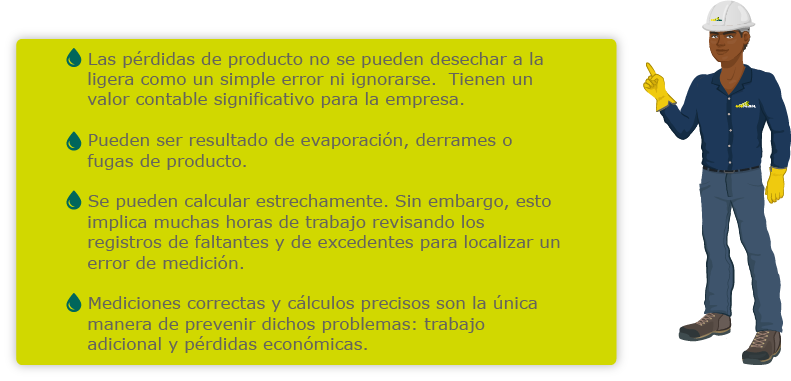 Las pérdidas de producto no se pueden desechar a la
ligera como un simple error ni ignorarse.  Tienen un
valor contable significativo para la empresa.
Pueden ser resultado de evaporación, derrames o
fugas de producto.
Se pueden calcular estrechamente. Sin embargo, esto
implica muchas horas de trabajo revisando los
registros de faltantes y de excedentes para localizar un
error de medición.
Mediciones correctas y cálculos precisos son la única
manera de prevenir dichos problemas: trabajo
adicional y pérdidas económicas.